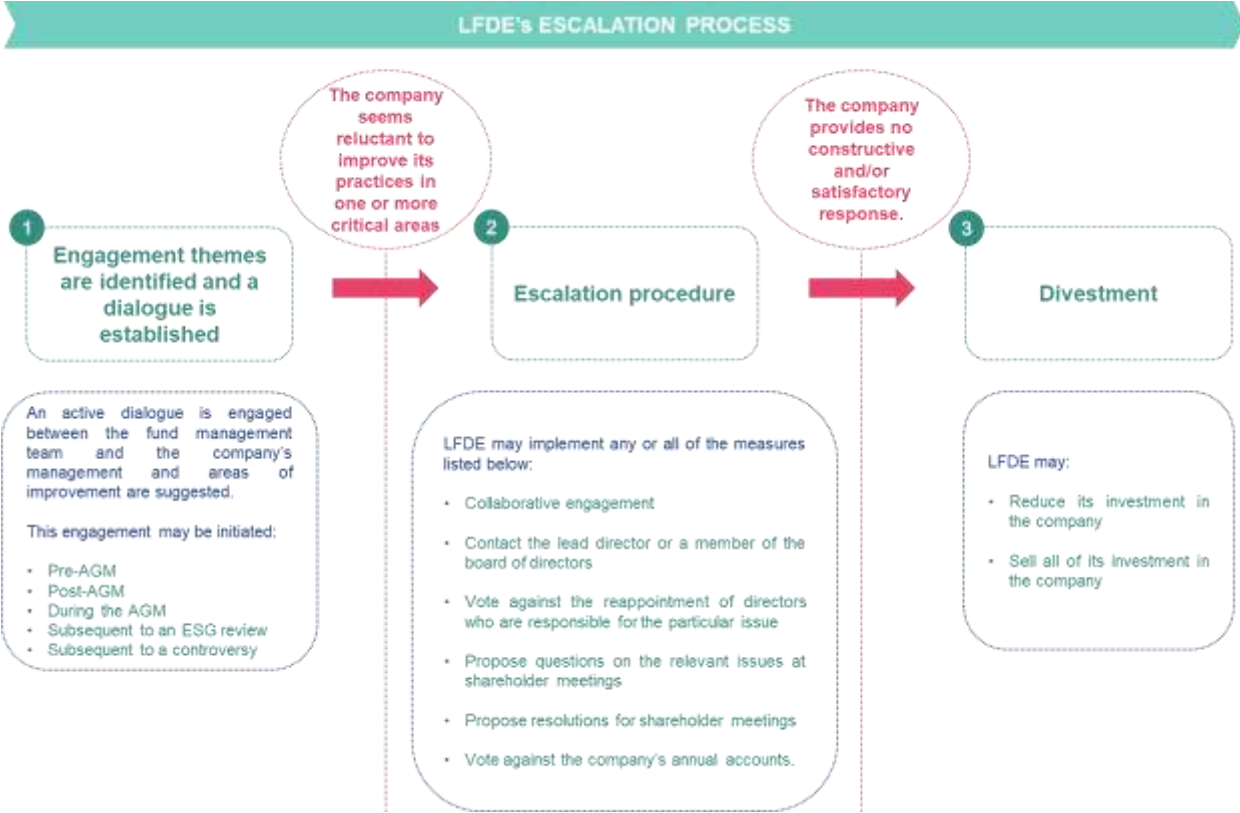 LFDE's ESCALATION PROCESS
The company
seems
reluctant to
improve its
practices in
one or more
critical areas
The company
provides no
constructive
and/or
satisfactory
response.
1
Engagement themes
are identified and a
dialogue is
established
2
Escalation procedure
3
Divestment
An active dialogue is engaged
between the fund management
team and the company's
management and areas of
improvement are suggested.
This engagement may be initiated:
• Pre-AGM
• Post-AGM
• During the AGM
• Subsequent to an ESG review
• Subsequent to a controversy
LFDE may implement any or all of the measures
listed below:
• Collaborative engagement
• Contact the lead director or a member of the
board of directors
• Vote against the reappointment of directors
who are responsible for the particular issue
• Propose questions on the relevant issues at
shareholder meetings
• Propose resolutions for shareholder meetings
• Vote against the company's annual accounts.
LFDE may:
• Reduce its investment in
the company
• Sell all of its investment in
the company